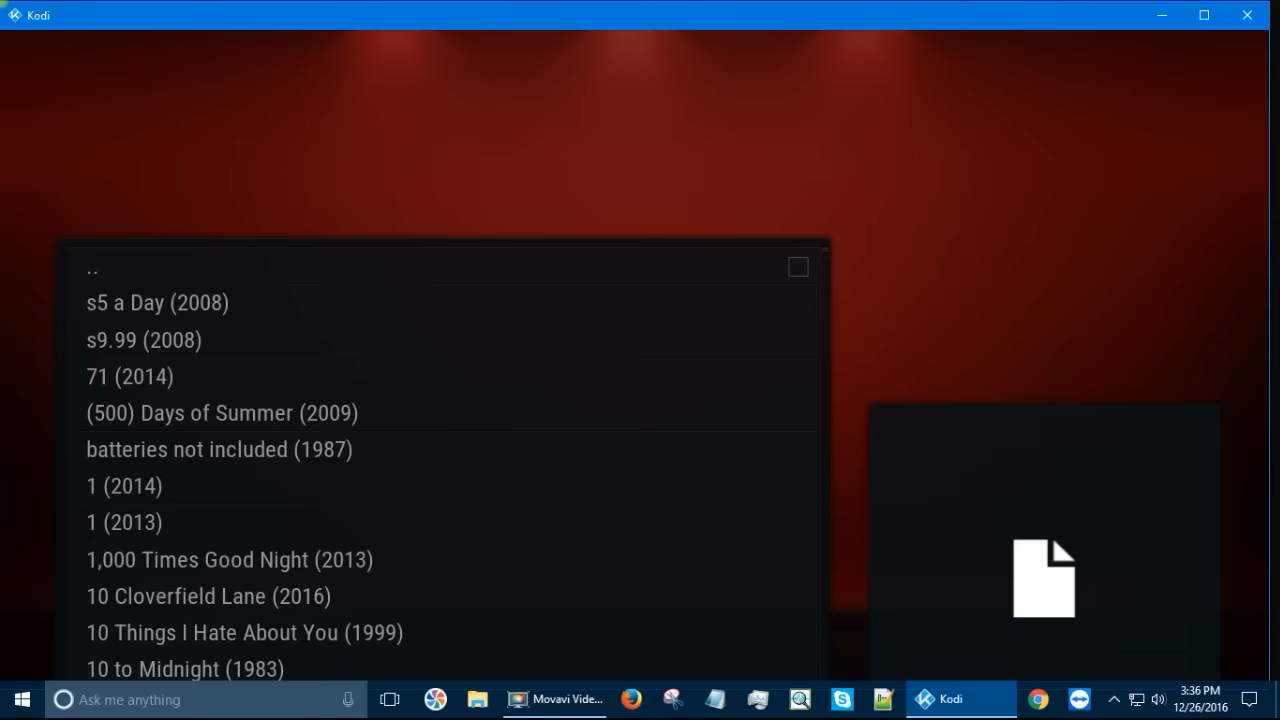 Kodi
..
s5 a Day (2008)
s9.99 (2008)
71 (2014)
(500) Days of Summer (2009)
batteries not included (1987)
1 (2014)
1 (2013)
1,000 Times Good Night (2013)
10 Cloverfield Lane (2016)
10 Things I Hate About You (1999)
10 to Midnight (1983)
Ask me anything
Movavi Vide...
Kodi
3:36 PM
12/26/2016